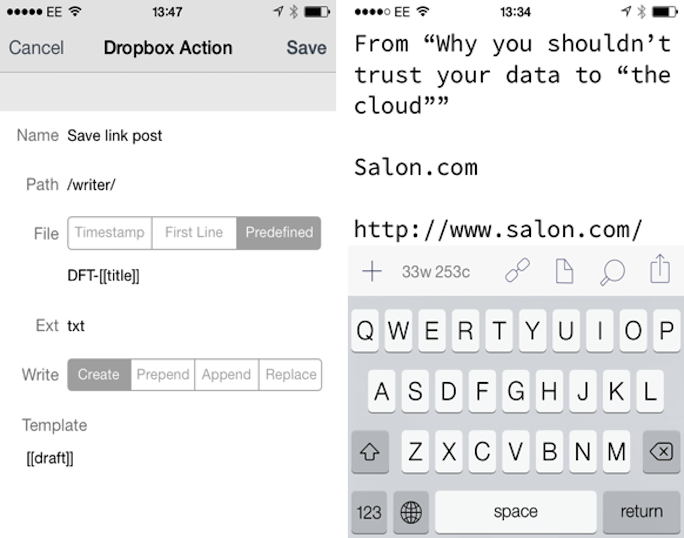 EE 13:47
Cancel Dropbox Action Save
Name Save link post
Path /writer/
File Timestamp First Line Predefined
DFT-[[title]]
Ext txt
Write Create Prepend Append Replace
Template
[[draft]]
EE 13:34
From “Why you shouldn’t
trust your data to “the
cloud””
Salon.com
http://www.salon.com/
33w 253c
Q W E R T Y U I O P
A S D F G H J K L
Z X C V B N M
123 space return